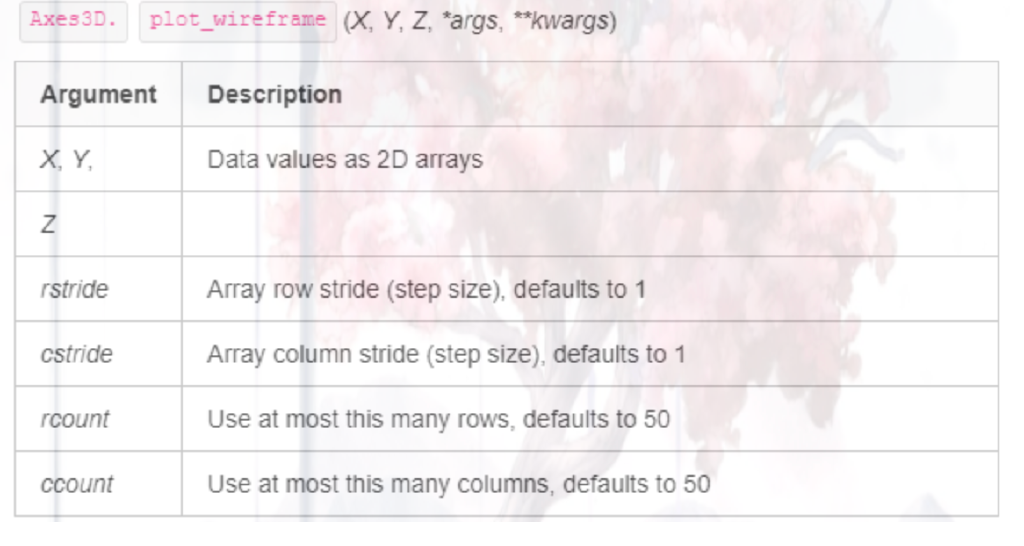 Axes3D. plot_wireframe (X, Y, Z, *args, **kwargs)
Argument Description
X, Y, Data values as 2D arrays
Z
rstride Array row stride (step size), defaults to 1
cstride Array column stride (step size), defaults to 1
rcount Use at most this many rows, defaults to 50
ccount Use at most this many columns, defaults to 50